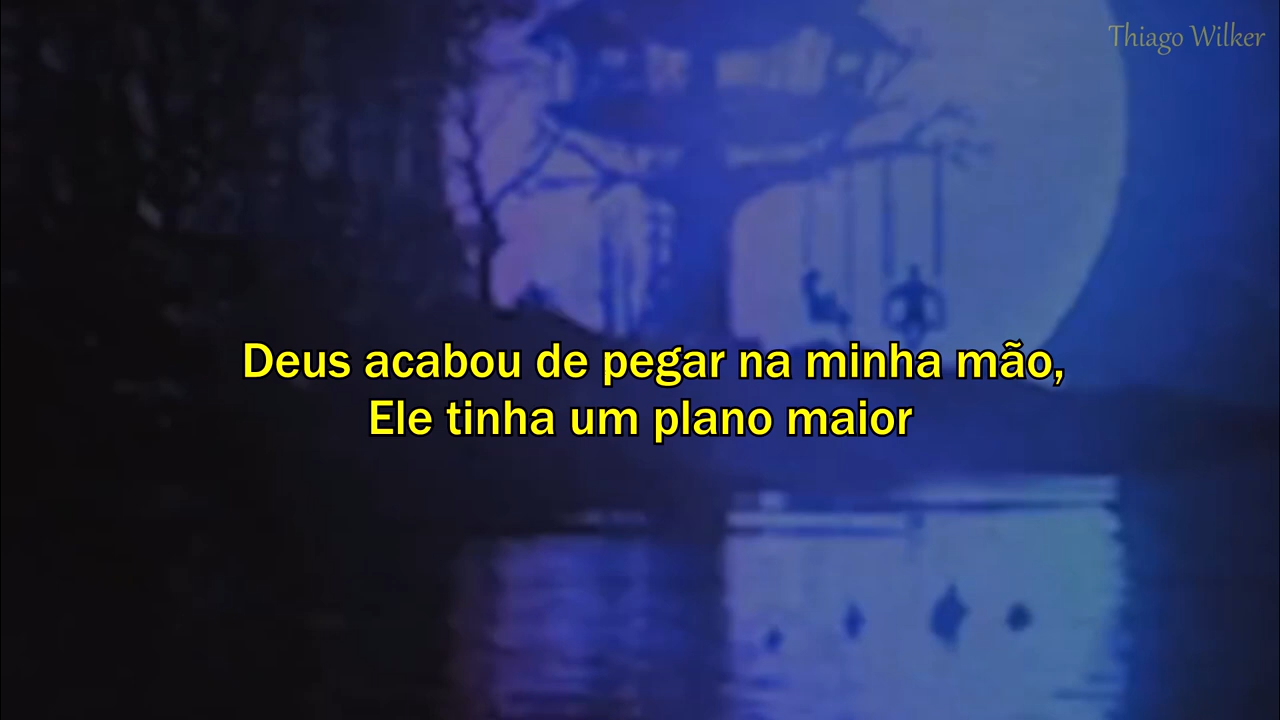 Thiago Wilker
Deus acabou de pegar na minha mão,
Ele tinha um plano maior